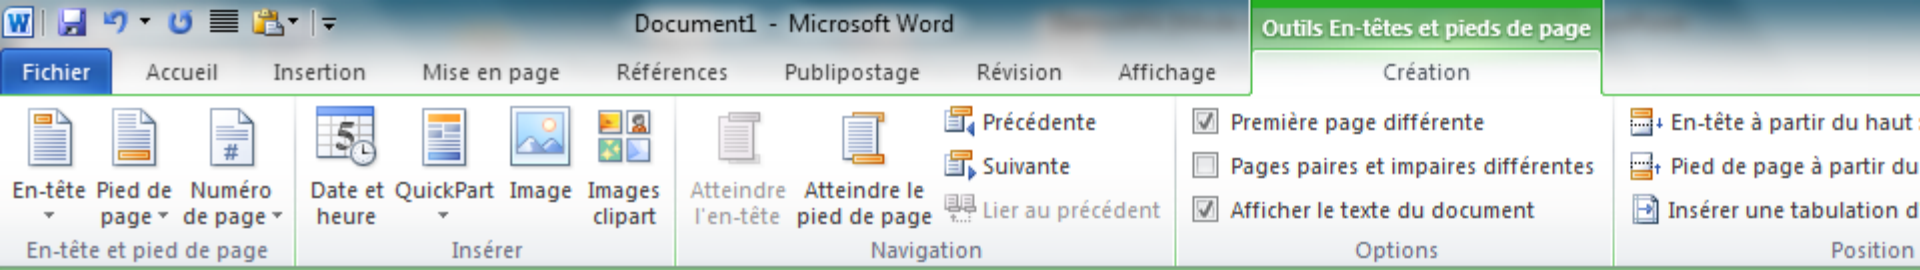 Document1 - Microsoft Word
Outils En-têtes et pieds de page
Fichier Accueil Insertion Mise en page Références Publipostage Révision Affichage Création
En-tête
Pied de page
Numéro de page
En-tête et pied de page
Date et heure
QuickPart
Image
Images clipart
Insérer
Atteindre l'en-tête
Atteindre le pied de page
Précédente
Suivante
Lier au précédent
Navigation
Première page différente
Pages paires et impaires différentes
Afficher le texte du document
Options
En-tête à partir du haut
Pied de page à partir du
Insérer une tabulation d
Position